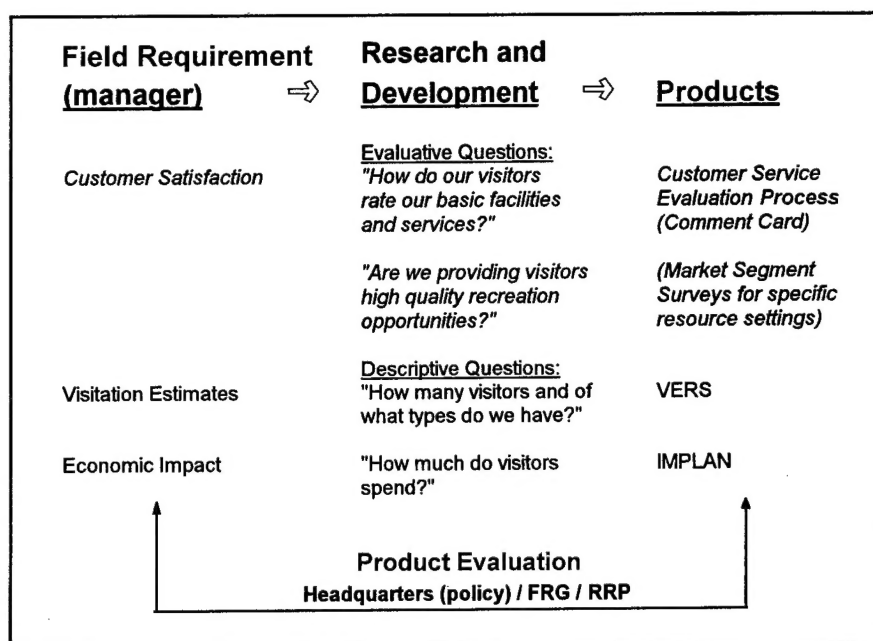 Field Requirement
(manager)
Research and
Development
Products
Customer Satisfaction
Evaluative Questions:
"How do our visitors
rate our basic facilities
and services?"
Customer Service
Evaluation Process
(Comment Card)
"Are we providing visitors
high quality recreation
opportunities?"
(Market Segment
Surveys for specific
resource settings)
Descriptive Questions:
Visitation Estimates
"How many visitors and of
what types do we have?"
VERS
Economic Impact
"How much do visitors
spend?"
IMPLAN
Product Evaluation
Headquarters (policy) / FRG / RRP